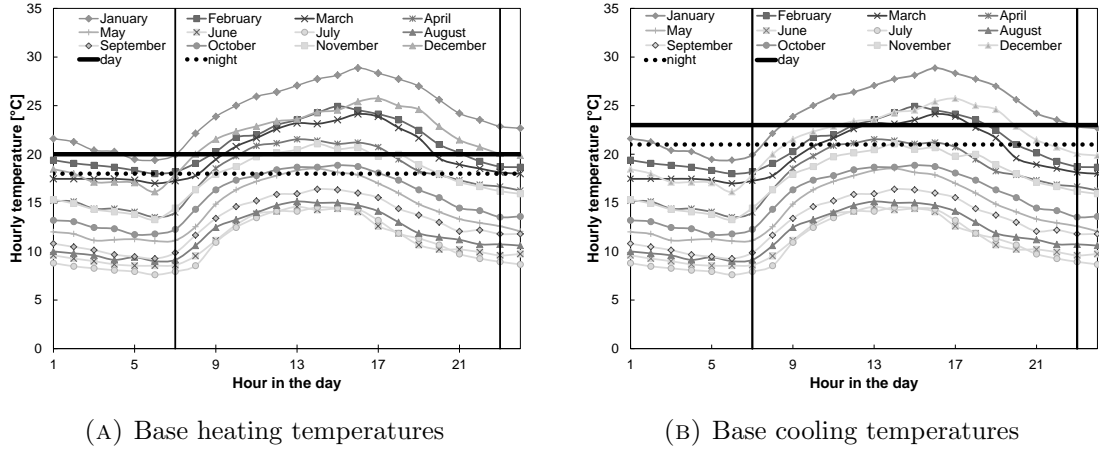 35
30
25
20
15
10
5
0
Hourly temperature [°C]
January February March April
May June July August
September October November December
day night
1 5 9 13 17 21
Hour in the day
(A) Base heating temperatures
35
30
25
20
15
10
5
0
Hourly temperature [°C]
January February March April
May June July August
September October November December
night day
1 5 9 13 17 21
Hour in the day
(B) Base cooling temperatures